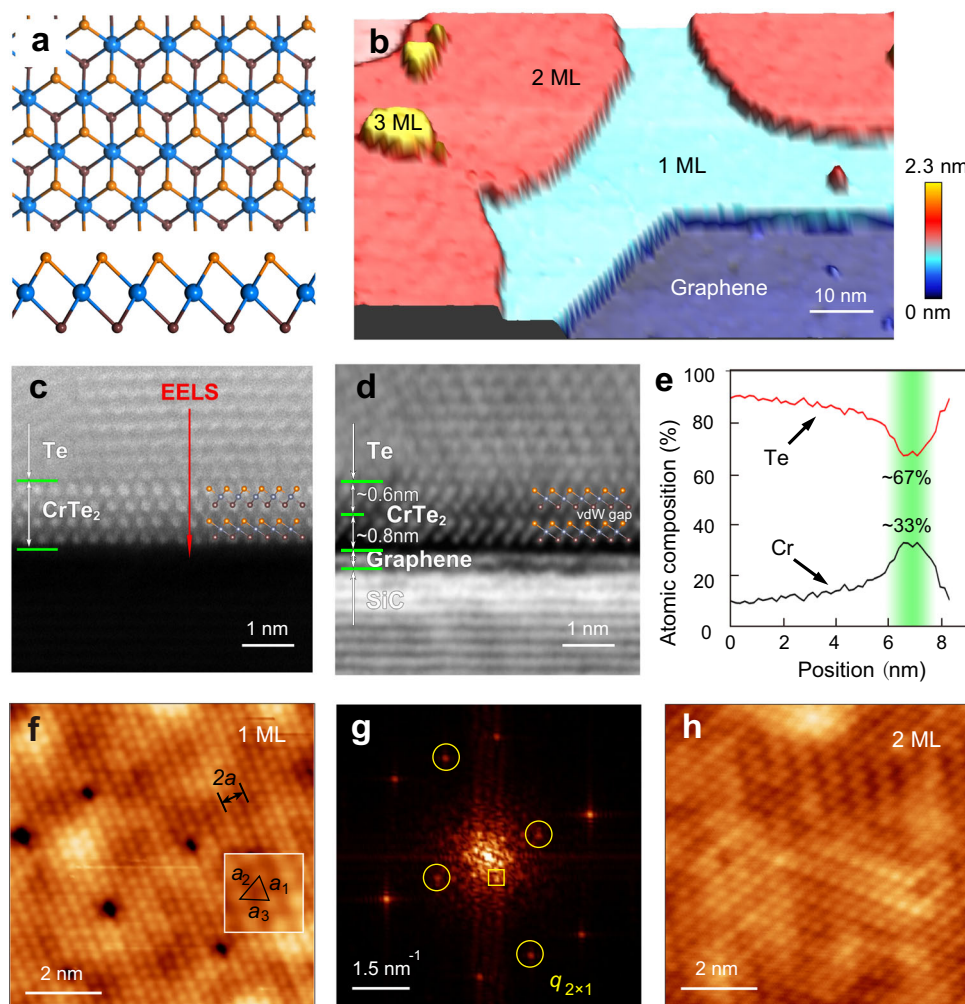 a
b
2 ML
3 ML
1 ML
Graphene
10 nm
2.3 nm
0 nm
c
EELS
Te
CrTe₂
1 nm
d
Te
~0.6nm
CrTe₂
vdW gap
~0.8nm
Graphene
SiC
1 nm
e
Atomic composition (%)
100
80
60
40
20
0
Te
~67%
~33%
Cr
0 2 4 6 8
Position (nm)
f
1 ML
2a
a₂ a₁
a₃
2 nm
g
1.5 nm⁻¹
q₂ₓ₁
h
2 ML
2 nm